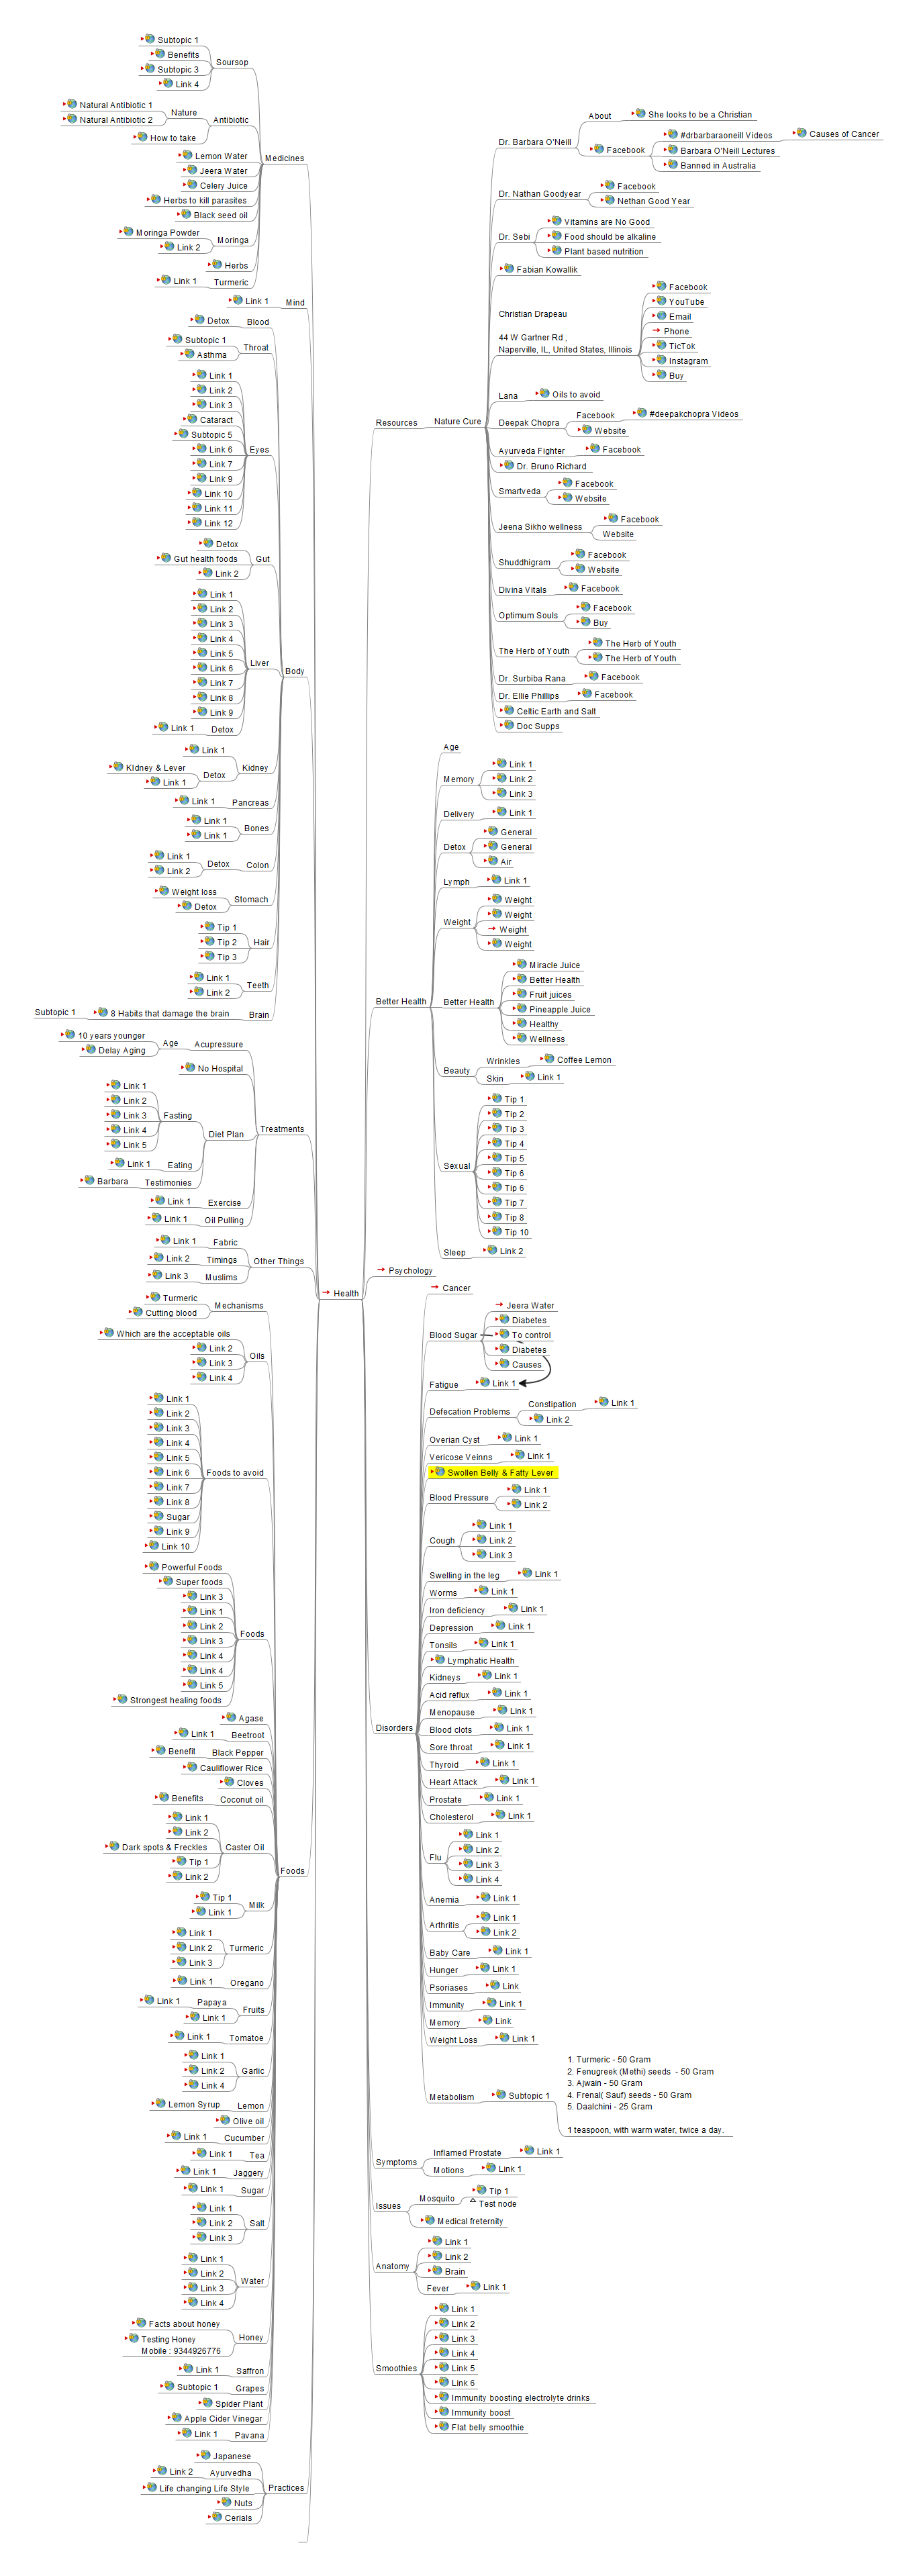 Health
Medicines
Soursop
Subtopic 1
Benefits
Subtopic 3
Link 4
Antibiotic
Nature
Natural Antibiotic 1
Natural Antibiotic 2
How to take
Lemon Water
Jeera Water
Celery Juice
Herbs to kill parasites
Black seed oil
Moringa
Moringa Powder
Link 2
Herbs
Turmeric
Link 1
Mind
Link 1
Body
Blood
Detox
Throat
Subtopic 1
Asthma
Eyes
Link 1
Link 2
Link 3
Cataract
Subtopic 5
Link 6
Link 7
Link 9
Link 10
Link 11
Link 12
Gut
Detox
Gut health foods
Link 2
Liver
Link 1
Link 2
Link 3
Link 4
Link 5
Link 6
Link 7
Link 8
Link 9
Detox
Link 1
Kidney
Link 1
Detox
KIdney & Lever
Link 1
Pancreas
Link 1
Bones
Link 1
Link 1
Colon
Detox
Link 1
Link 2
Stomach
Weight loss
Detox
Hair
Tip 1
Tip 2
Tip 3
Teeth
Link 1
Link 2
Brain
8 Habits that damage the brain
Subtopic 1
Treatments
Acupressure
Age
10 years younger
Delay Aging
No Hospital
Diet Plan
Fasting
Link 1
Link 2
Link 3
Link 4
Link 5
Eating
Link 1
Testimonies
Barbara
Exercise
Link 1
Oil Pulling
Link 1
Other Things
Fabric
Link 1
Timings
Link 2
Muslims
Link 3
Foods
Mechanisms
Turmeric
Cutting blood
Oils
Which are the acceptable oils
Link 2
Link 3
Link 4
Foods to avoid
Link 1
Link 2
Link 3
Link 4
Link 5
Link 6
Link 7
Link 8
Sugar
Link 9
Link 10
Foods
Powerful Foods
Super foods
Link 3
Link 1
Link 2
Link 3
Link 4
Link 4
Link 5
Strongest healing foods
Agase
Beetroot
Link 1
Black Pepper
Benefit
Cauliflower Rice
Cloves
Coconut oil
Benefits
Caster Oil
Link 1
Link 2
Dark spots & Freckles
Tip 1
Link 2
Milk
Tip 1
Link 1
Turmeric
Link 1
Link 2
Link 3
Oregano
Link 1
Fruits
Papaya
Link 1
Link 1
Tomatoe
Link 1
Garlic
Link 1
Link 2
Link 4
Lemon
Lemon Syrup
Olive oil
Cucumber
Link 1
Tea
Link 1
Jaggery
Link 1
Sugar
Link 1
Salt
Link 1
Link 2
Link 3
Water
Link 1
Link 2
Link 3
Link 4
Honey
Facts about honey
Testing Honey
Mobile : 9344926776
Saffron
Link 1
Grapes
Subtopic 1
Spider Plant
Apple Cider Vinegar
Pavana
Link 1
Practices
Japanese
Ayurvedha
Link 2
Life changing Life Style
Nuts
Cerials
Resources
Nature Cure
Dr. Barbara O'Neill
About
She looks to be a Christian
Facebook
#drbarbaraoneill Videos
Causes of Cancer
Barbara O'Neill Lectures
Banned in Australia
Dr. Nathan Goodyear
Facebook
Nethan Good Year
Dr. Sebi
Vitamins are No Good
Food should be alkaline
Plant based nutrition
Fabian Kowallik
Christian Drapeau
44 W Gartner Rd.,
Naperville, IL, United States, Illinois
Facebook
YouTube
Email
Phone
TicTok
Instagram
Buy
Lana
Oils to avoid
Deepak Chopra
Facebook
#deepakchopra Videos
Website
Ayurveda Fighter
Facebook
Dr. Bruno Richard
Smartveda
Facebook
Website
Jeena Sikho wellness
Facebook
Website
Shuddhigram
Facebook
Website
Divina Vitals
Facebook
Optimum Souls
Facebook
Buy
The Herb of Youth
The Herb of Youth
The Herb of Youth
Dr. Surbiba Rana
Facebook
Dr. Ellie Phillips
Facebook
Celtic Earth and Salt
Doc Supps
Better Health
Age
Memory
Link 1
Link 2
Link 3
Delivery
Link 1
Detox
General
General
Air
Lymph
Link 1
Weight
Weight
Weight
Weight
Weight
Better Health
Miracle Juice
Better Health
Fruit juices
Pineapple Juice
Healthy
Wellness
Beauty
Wrinkles
Coffee Lemon
Skin
Link 1
Sexual
Tip 1
Tip 2
Tip 3
Tip 4
Tip 5
Tip 6
Tip 6
Tip 7
Tip 8
Tip 10
Sleep
Link 2
Psychology
Disorders
Cancer
Blood Sugar
Jeera Water
Diabetes
To control
Diabetes
Causes
Fatigue
Link 1
Defecation Problems
Constipation
Link 1
Link 2
Overian Cyst
Link 1
Vericose Veinns
Link 1
Swollen Belly & Fatty Lever
Blood Pressure
Link 1
Link 2
Cough
Link 1
Link 2
Link 3
Swelling in the leg
Link 1
Worms
Link 1
Iron deficiency
Link 1
Depression
Link 1
Tonsils
Link 1
Lymphatic Health
Kidneys
Link 1
Acid reflux
Link 1
Menopause
Link 1
Blood clots
Link 1
Sore throat
Link 1
Thyroid
Link 1
Heart Attack
Link 1
Prostate
Link 1
Cholesterol
Link 1
Flu
Link 1
Link 2
Link 3
Link 4
Anemia
Link 1
Arthritis
Link 1
Link 2
Baby Care
Link 1
Hunger
Link 1
Psoriases
Link
Immunity
Link 1
Memory
Link
Weight Loss
Link 1
Metabolism
Subtopic 1
1. Turmeric - 50 Gram
2. Fenugreek (Methi) seeds - 50 Gram
3. Ajwain - 50 Gram
4. Frenal( Sauf) seeds - 50 Gram
5. Daalchini - 25 Gram
1 teaspoon, with warm water, twice a day.
Symptoms
Inflamed Prostate
Link 1
Motions
Link 1
Issues
Mosquito
Tip 1
Test node
Medical freternity
Anatomy
Link 1
Link 2
Brain
Fever
Link 1
Smoothies
Link 1
Link 2
Link 3
Link 4
Link 5
Link 6
Immunity boosting electrolyte drinks
Immunity boost
Flat belly smoothie